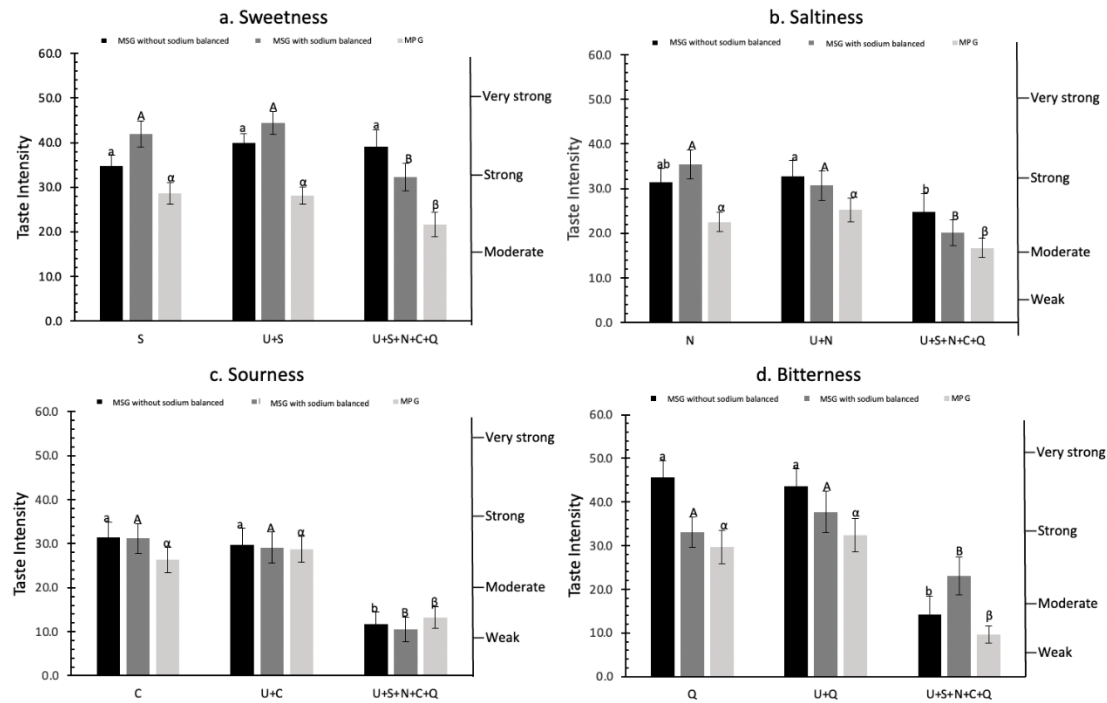 a. Sweetness
MSG without sodium balanced MSG with sodium balanced MP G
60.0
50.0
40.0
30.0
20.0
10.0
0.0
Taste Intensity
a A α
a A α
a B β
Very strong
Strong
Moderate
S U+S U+S+N+C+Q
b. Saltiness
MSG without sodium balanced MSG with sodium balanced MP G
60.0
50.0
40.0
30.0
20.0
10.0
0.0
Taste Intensity
ab A α
a A α
b B β
Very strong
Strong
Moderate
Weak
N U+N U+S+N+C+Q
c. Sourness
MSG without sodium balanced MSG with sodium balanced MP G
60.0
50.0
40.0
30.0
20.0
10.0
0.0
Taste Intensity
a A α
a A α
b B β
Very strong
Strong
Moderate
Weak
C U+C U+S+N+C+Q
d. Bitterness
MSG without sodium balanced MSG with sodium balanced MP G
60.0
50.0
40.0
30.0
20.0
10.0
0.0
Taste Intensity
a A α
a A α
b B β
Very strong
Strong
Moderate
Weak
Q U+Q U+S+N+C+Q